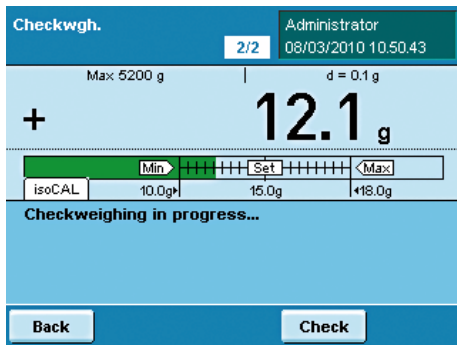 Checkwgh.
2/2
Administrator
08/03/2010 10.50.43
Max 5200 g
d = 0.1 g
+ 12.1 g
Min Set Max
isoCAL 10.0g 15.0g 18.0g
Checkweighing in progress...
Back Check